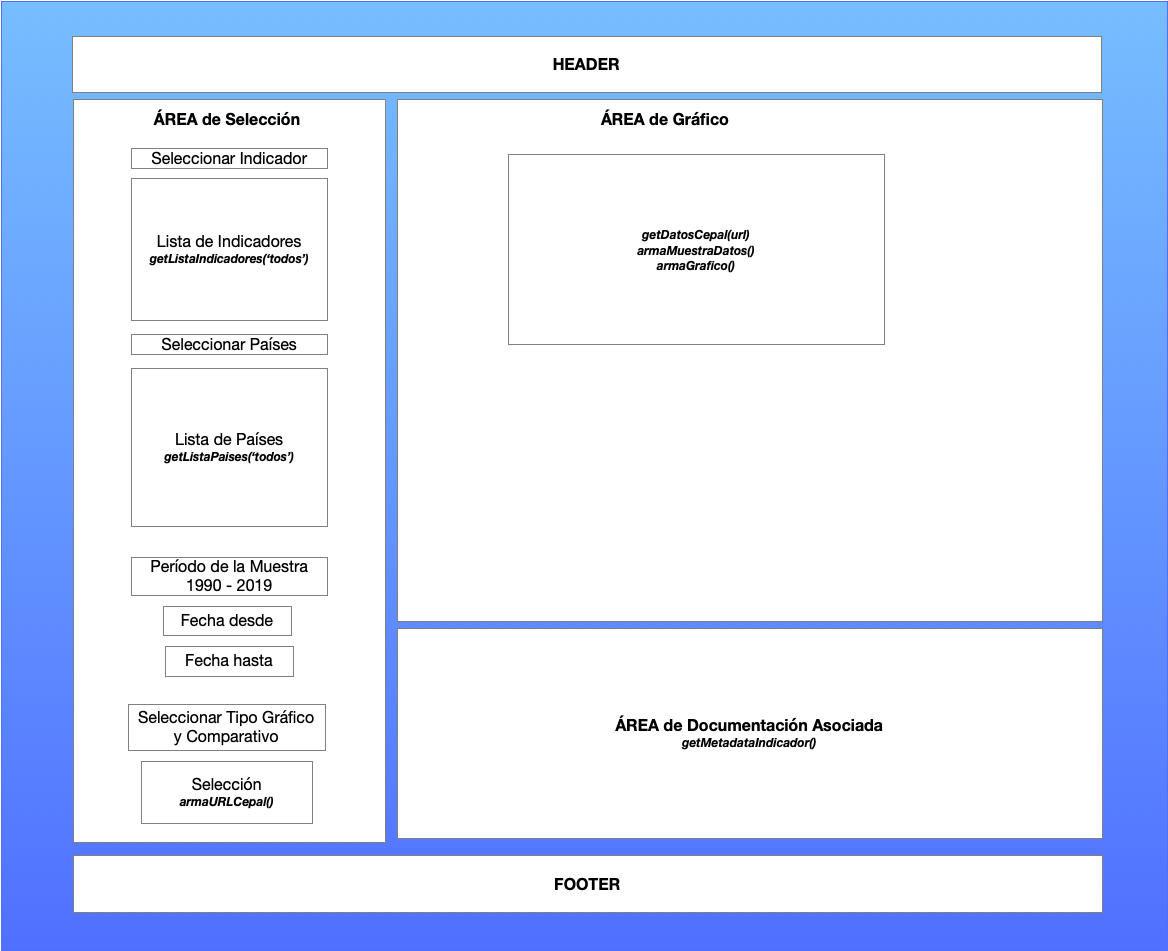 HEADER
ÁREA de Selección
Seleccionar Indicador
Lista de Indicadores
getListaIndicadores(‘todos’)
Seleccionar Países
Lista de Países
getListaPaises(‘todos’)
Período de la Muestra
1990 - 2019
Fecha desde
Fecha hasta
Seleccionar Tipo Gráfico
y Comparativo
Selección
armaURLCepal()
ÁREA de Gráfico
getDatosCepal(url)
armaMuestraDatos()
armaGrafico()
ÁREA de Documentación Asociada
getMetadataIndicador()
FOOTER